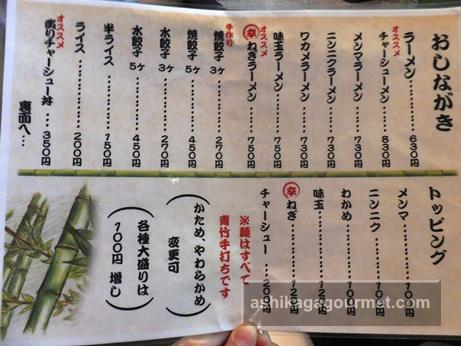 おしながき
ラーメン…………630円
オススメ
チャーシューメン……830円
メンマラーメン………730円
ニンニクラーメン……730円
ワカメラーメン………730円
味玉ラーメン…………750円
オススメ
辛ねぎラーメン………750円
手作り
焼餃子 3ケ…………270円
焼餃子 5ケ…………450円
水餃子 3ケ…………270円
水餃子 5ケ…………450円
半ライス…………150円
ライス…………200円
オススメ
炙りチャーシュー丼…350円
裏面へ…
トッピング
メンマ
ニンニク
わかめ
味玉
辛ねぎ
チャーシュー
※麺はすべて
青竹手打ちです
かため、やわらかめ
変更可
各種大盛りは
100円増し
ashikagagourmet.com